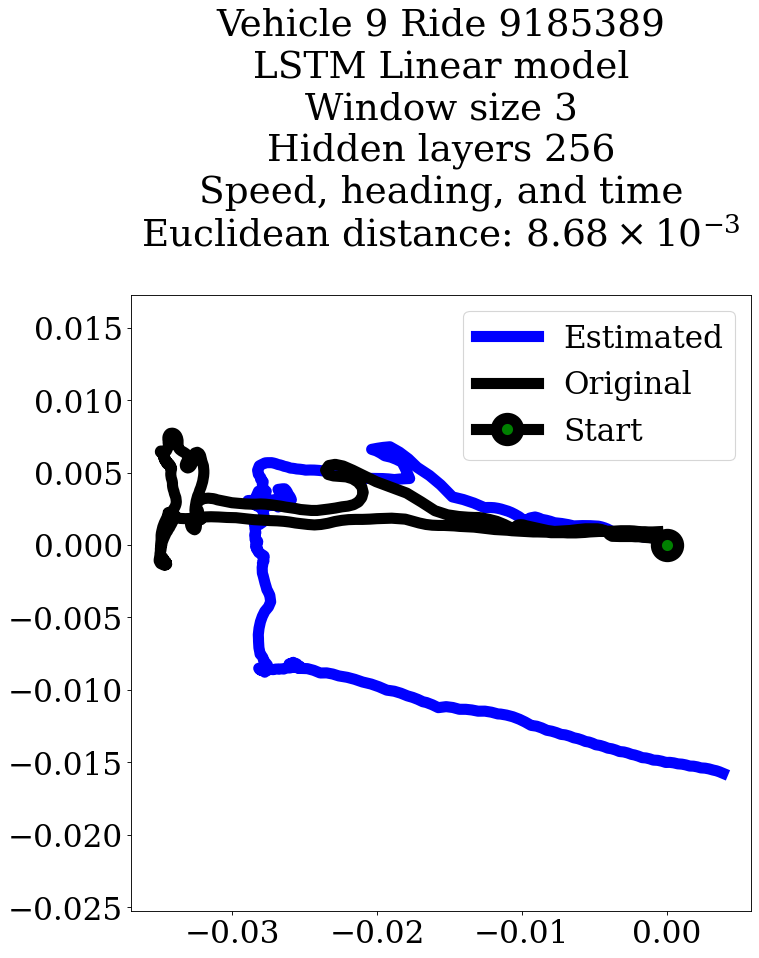 Vehicle 9 Ride 9185389
LSTM Linear model
Window size 3
Hidden layers 256
Speed, heading, and time
Euclidean distance: 8.68 × 10⁻³
Estimated
Original
Start
0.015
0.010
0.005
0.000
−0.005
−0.010
−0.015
−0.020
−0.025
−0.03 −0.02 −0.01 0.00